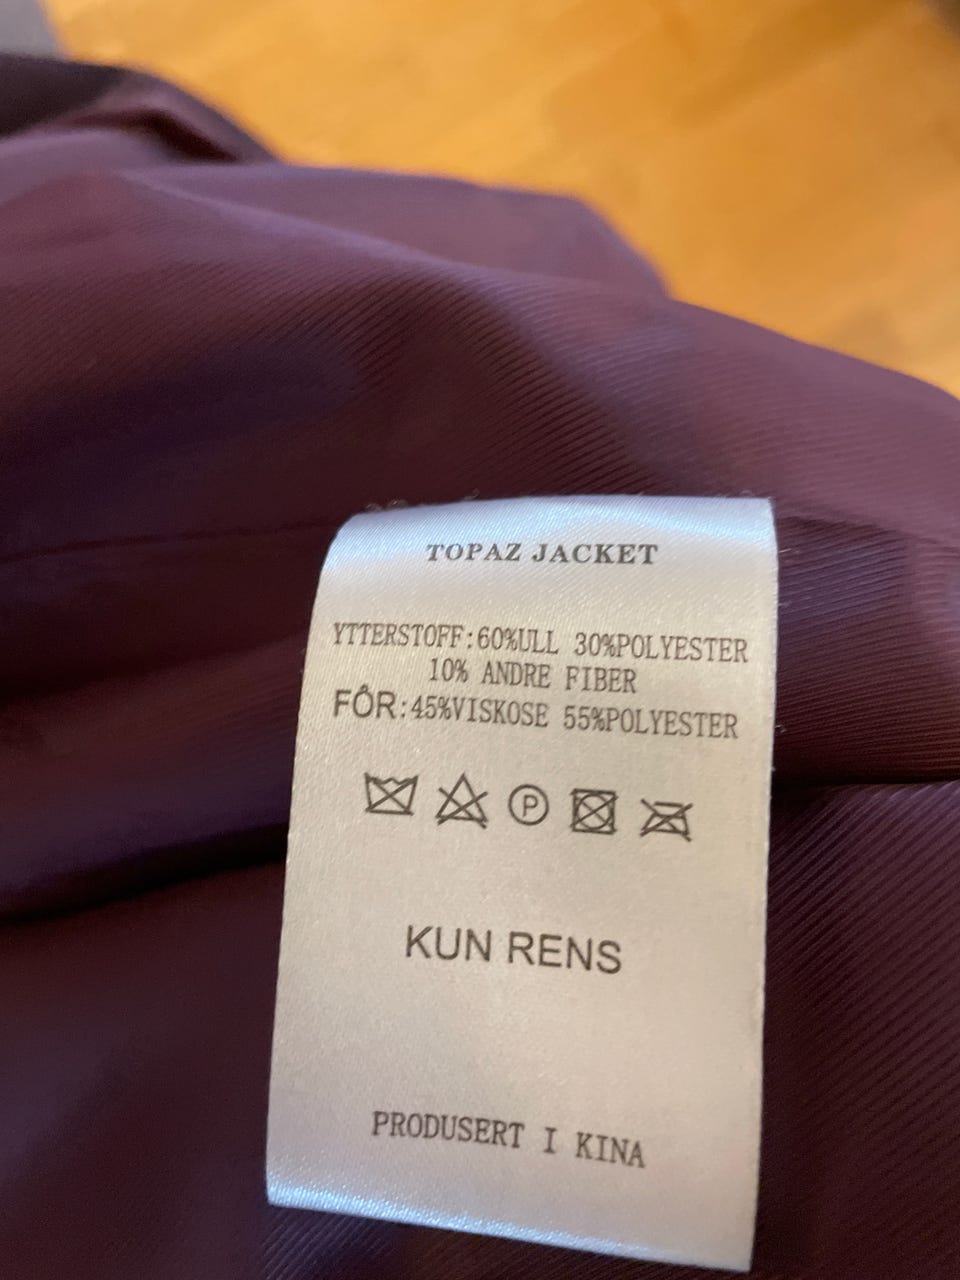 TOPAZ JACKET
YTTERSTOFF:60%ULL 30%POLYESTER
10% ANDRE FIBER
FÔR:45%VISKOSE 55%POLYESTER
P
KUN RENS
PRODUSERT I KINA